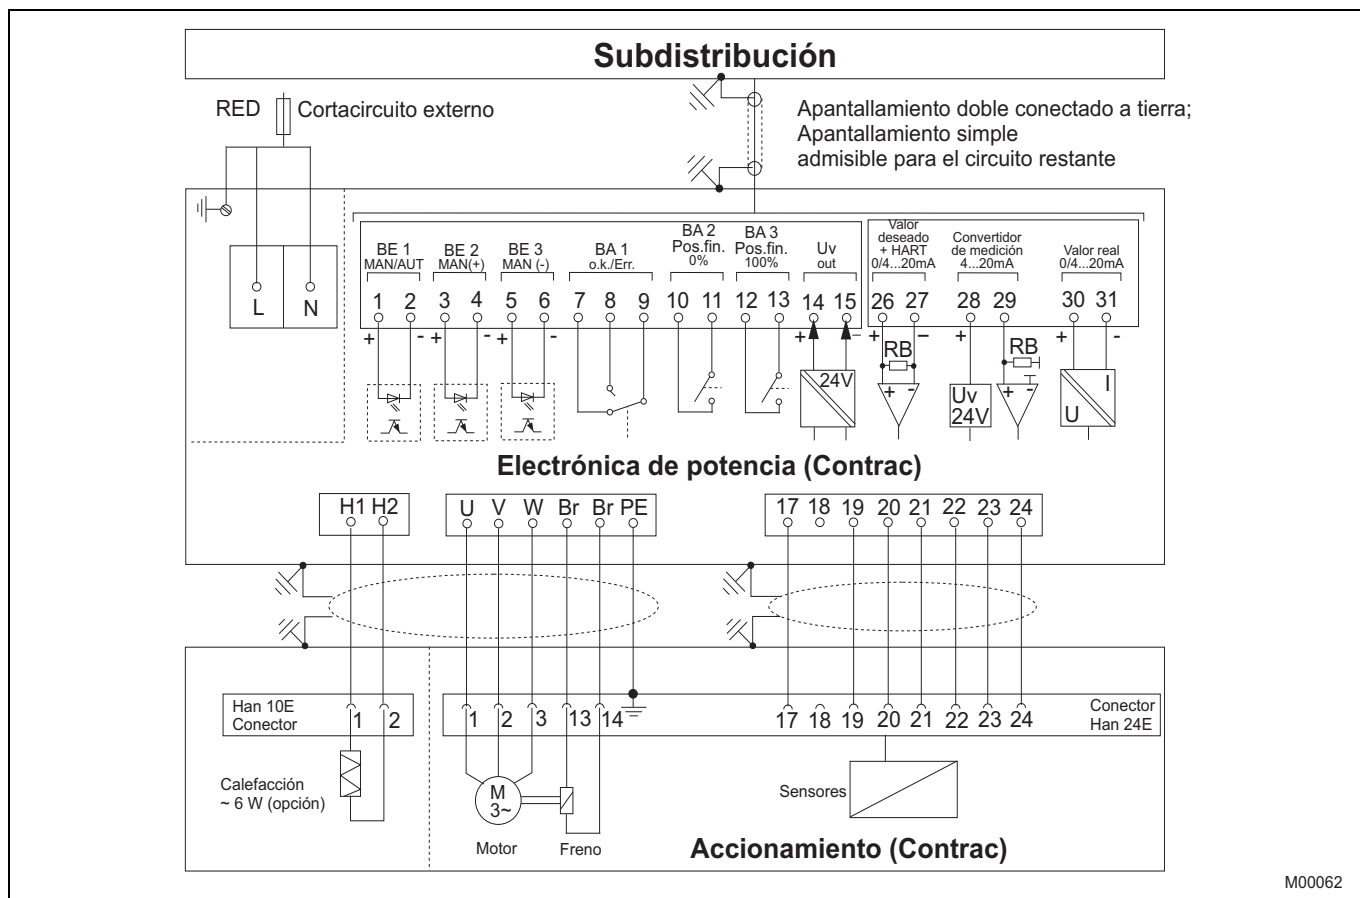 Subdistribución
RED
Cortacircuito externo
Apantallamiento doble conectado a tierra;
Apantallamiento simple
admisible para el circuito restante
L N
BE 1
MAN/AUT
BE 2
MAN(+)
BE 3
MAN (-)
BA 1
o.k./Err.
BA 2
Pos.fin.
0%
BA 3
Pos.fin.
100%
Uv
out
Valor
deseado
+ HART
0/4...20mA
Convertidor
de medición
4...20mA
Valor real
0/4...20mA
1 2 3 4 5 6 7 8 9 10 11 12 13 14 15 26 27 28 29 30 31
+ - + - + - + − + − + + -
RB RB
24V
+ -
Uv
24V
+ -
I
U
Electrónica de potencia (Contrac)
H1 H2
U V W Br Br PE
17 18 19 20 21 22 23 24
Han 10E
Conector
1 2
1 2 3 13 14
17 18 19 20 21 22 23 24
Conector
Han 24E
Calefacción
~ 6 W (opción)
M
3~
Motor
Freno
Sensores
Accionamiento (Contrac)
M00062